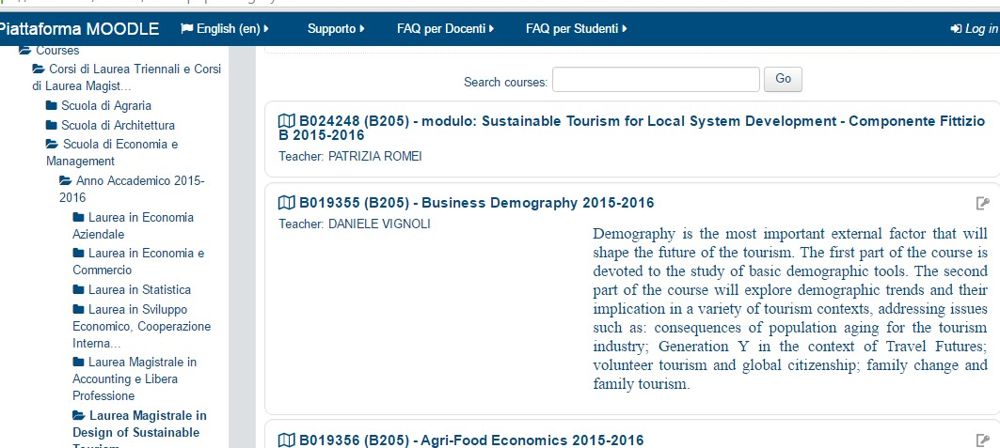 Piattaforma MOODLE English (en) Supporto FAQ per Docenti FAQ per Studenti Log in
Courses
Corsi di Laurea Triennali e Corsi
di Laurea Magist...
Scuola di Agraria
Scuola di Architettura
Scuola di Economia e
Management
Anno Accademico 2015-
2016
Laurea in Economia
Aziendale
Laurea in Economia e
Commercio
Laurea in Statistica
Laurea in Sviluppo
Economico, Cooperazione
Interna...
Laurea Magistrale in
Accounting e Libera
Professione
Laurea Magistrale in
Design of Sustainable
Search courses: Go
B024248 (B205) - modulo: Sustainable Tourism for Local System Development - Componente Fittizio
B 2015-2016
Teacher: PATRIZIA ROMEI
B019355 (B205) - Business Demography 2015-2016
Teacher: DANIELE VIGNOLI
Demography is the most important external factor that will
shape the future of the tourism. The first part of the course is
devoted to the study of basic demographic tools. The second
part of the course will explore demographic trends and their
implication in a variety of tourism contexts, addressing issues
such as: consequences of population aging for the tourism
industry; Generation Y in the context of Travel Futures;
volunteer tourism and global citizenship; family change and
family tourism.
B019356 (B205) - Agri-Food Economics 2015-2016